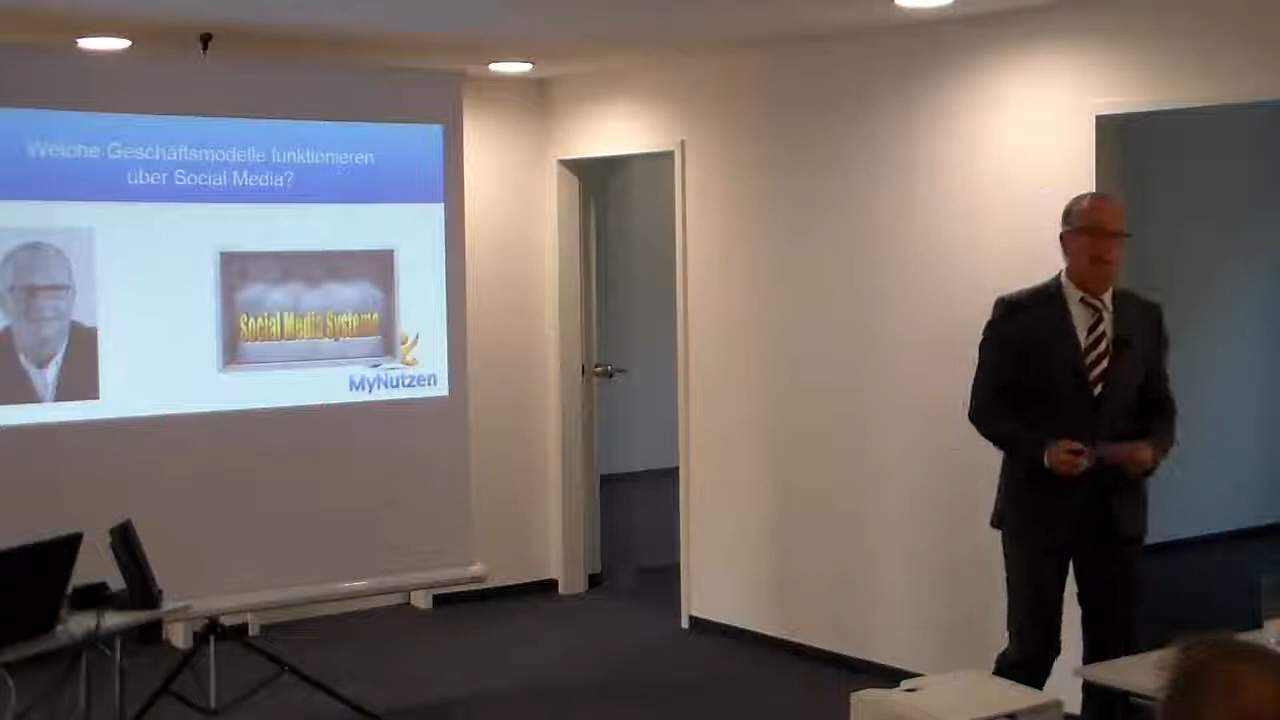 Welche Geschäftsmodelle funktionieren
über Social Media?
Social Media Systeme
MyNutzen